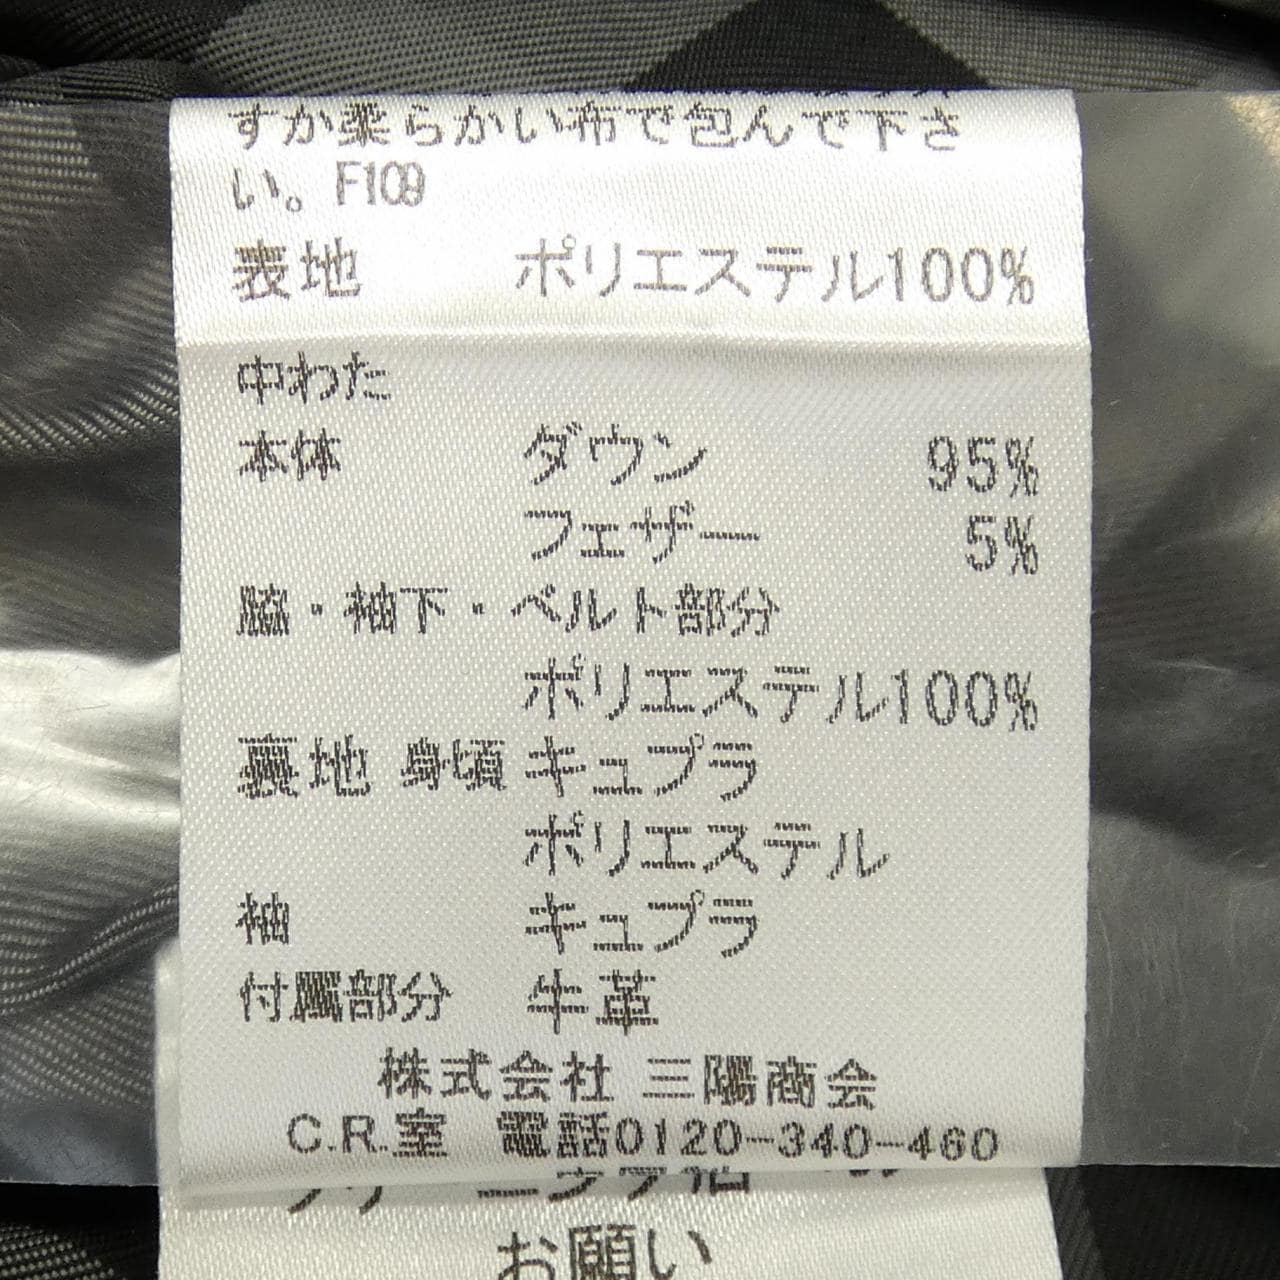 すか柔らかい布で包んで下さ
い。F109
表地 ポリエステル100%
中わた
本体 ダウン 95%
フェザー 5%
脇・袖下・ベルト部分
ポリエステル100%
裏地 身頃 キュプラ
ポリエステル
袖 キュプラ
付属部分 牛革
株式会社 三陽商会
C.R.室 電話0120-340-460
お願い